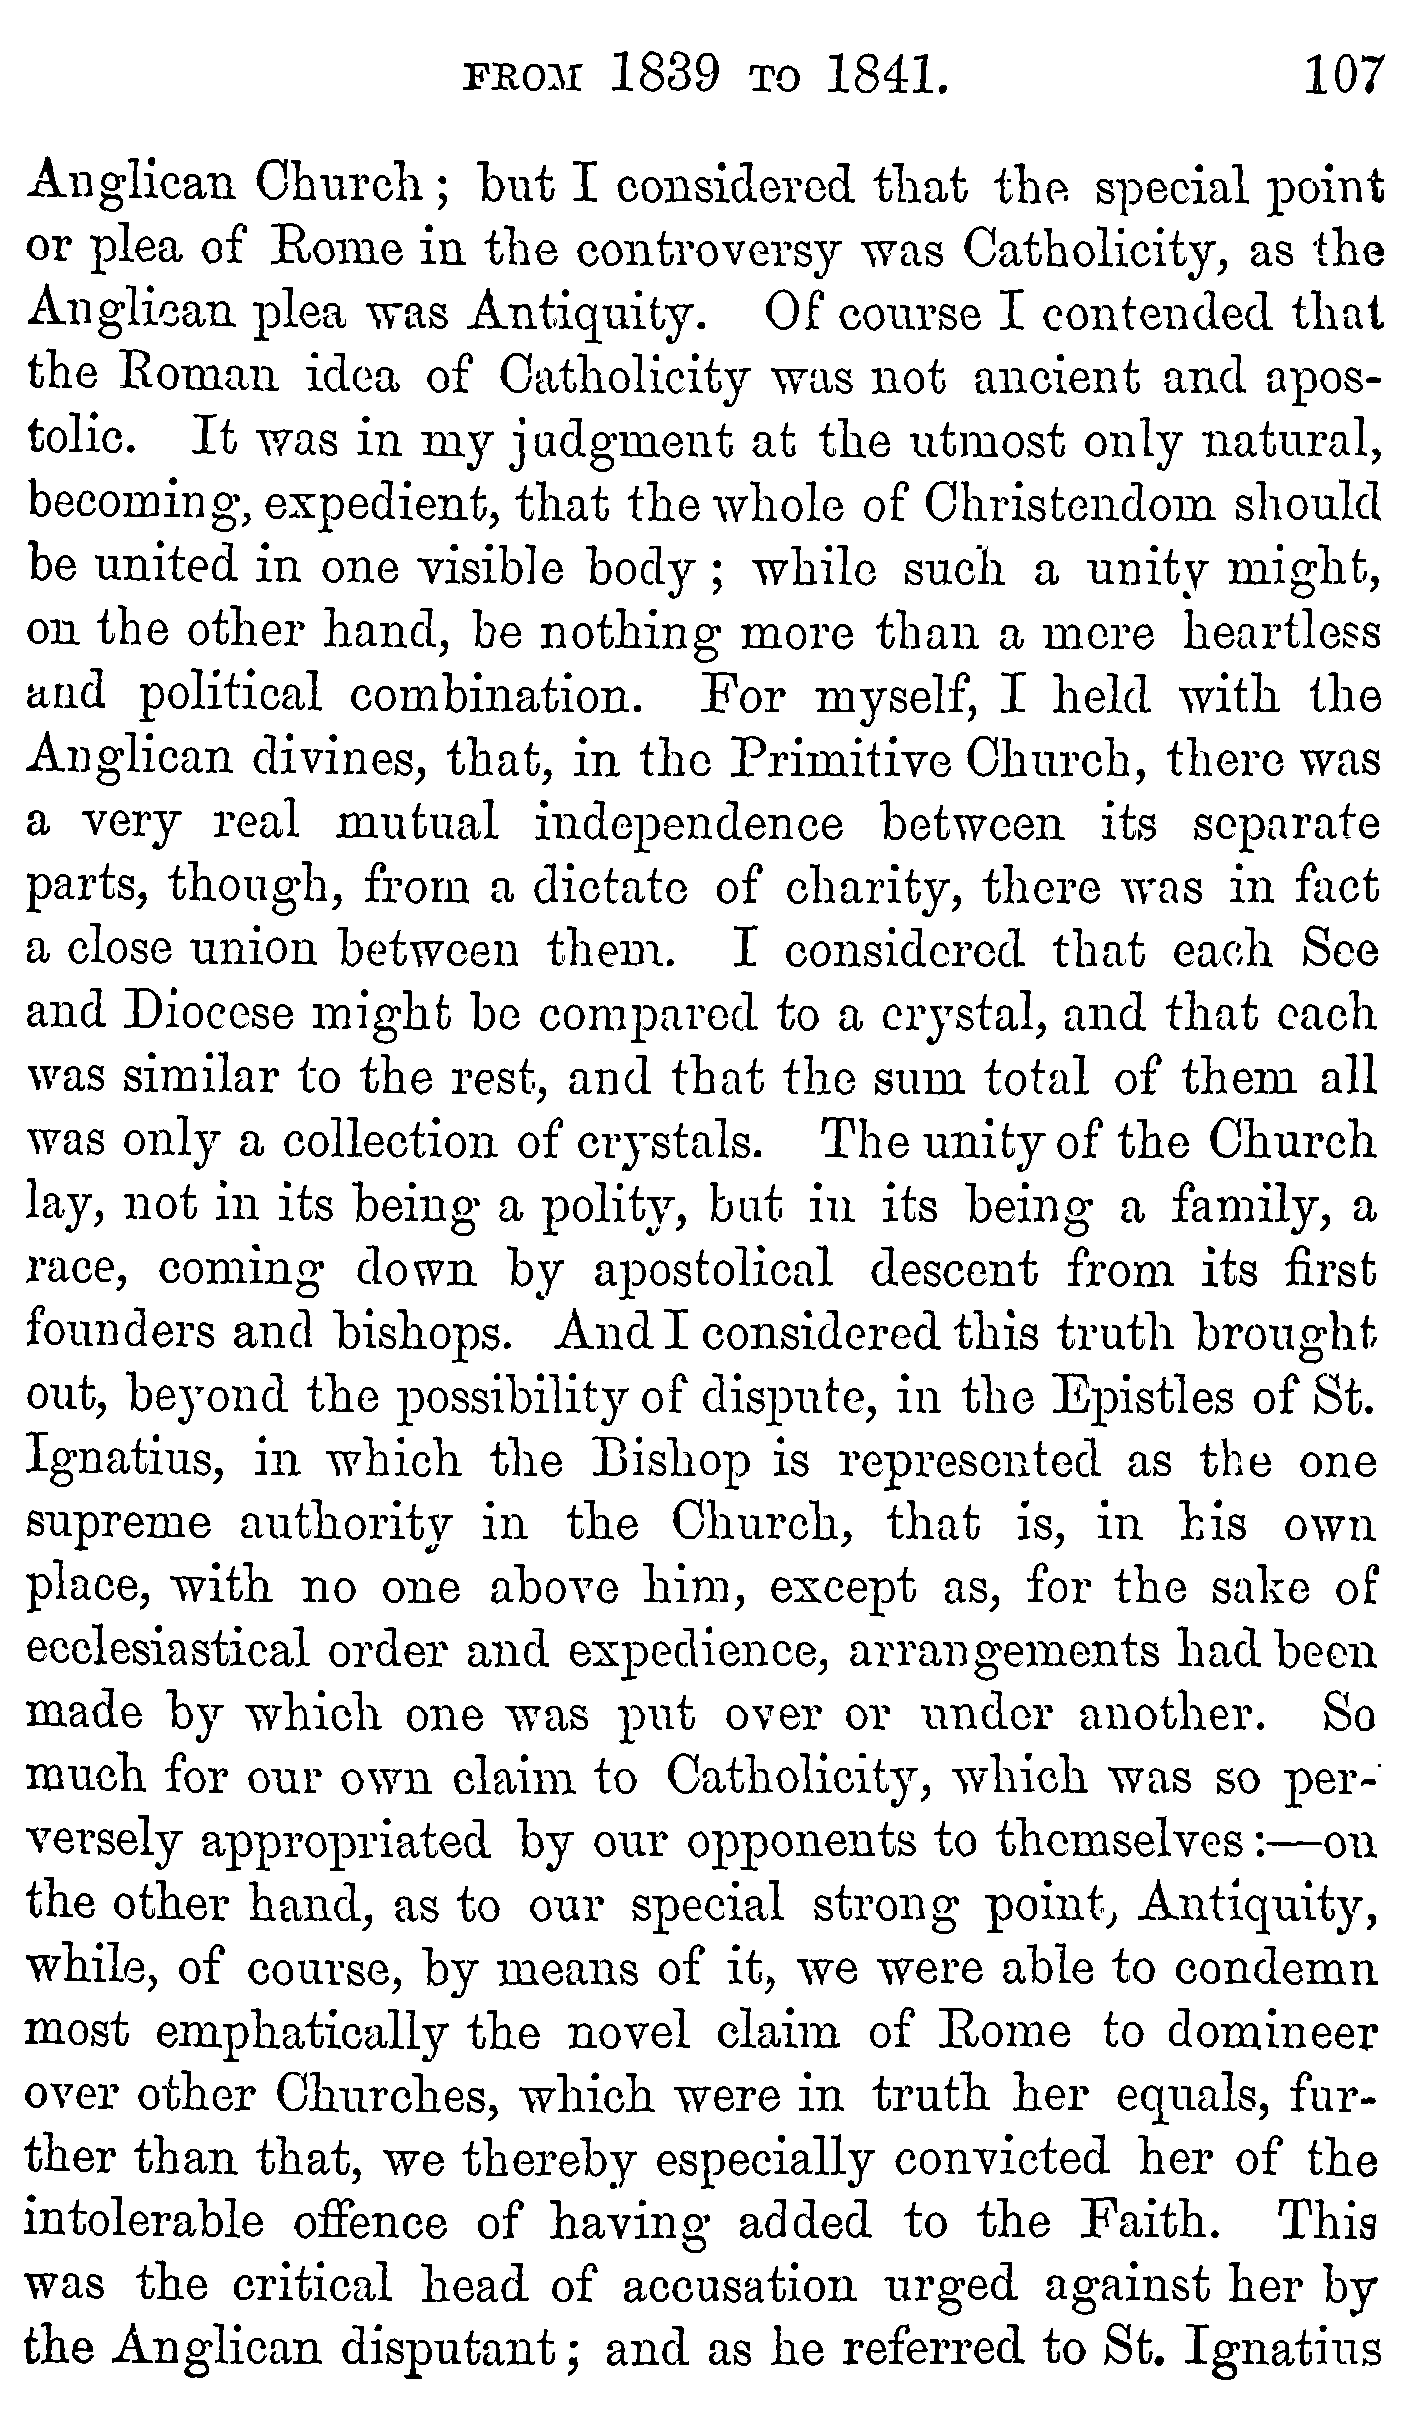 FROM 1839 TO 1841. 107
Anglican Church; but I considered that the special point
or plea of Rome in the controversy was Catholicity, as the
Anglican plea was Antiquity. Of course I contended that
the Roman idea of Catholicity was not ancient and apos-
tolic. It was in my judgment at the utmost only natural,
becoming, expedient, that the whole of Christendom should
be united in one visible body; while such a unity might,
on the other hand, be nothing more than a mere heartless
and political combination. For myself, I held with the
Anglican divines, that, in the Primitive Church, there was
a very real mutual independence between its separate
parts, though, from a dictate of charity, there was in fact
a close union between them. I considered that each See
and Diocese might be compared to a crystal, and that each
was similar to the rest, and that the sum total of them all
was only a collection of crystals. The unity of the Church
lay, not in its being a polity, but in its being a family, a
race, coming down by apostolical descent from its first
founders and bishops. And I considered this truth brought
out, beyond the possibility of dispute, in the Epistles of St.
Ignatius, in which the Bishop is represented as the one
supreme authority in the Church, that is, in his own
place, with no one above him, except as, for the sake of
ecclesiastical order and expedience, arrangements had been
made by which one was put over or under another. So
much for our own claim to Catholicity, which was so per-
versely appropriated by our opponents to themselves:—on
the other hand, as to our special strong point, Antiquity,
while, of course, by means of it, we were able to condemn
most emphatically the novel claim of Rome to domineer
over other Churches, which were in truth her equals, fur-
ther than that, we thereby especially convicted her of the
intolerable offence of having added to the Faith. This
was the critical head of accusation urged against her by
the Anglican disputant; and as he referred to St. Ignatius